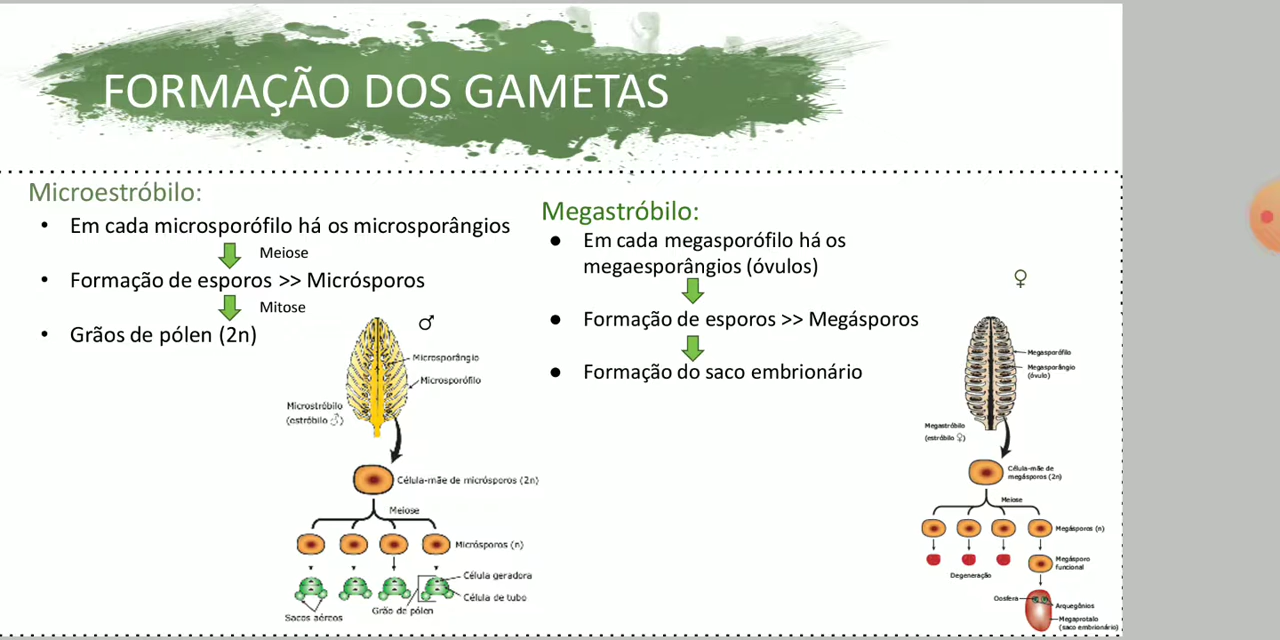 FORMAÇÃO DOS GAMETAS
Microestróbilo:
• Em cada microsporófilo há os microsporângios
Meiose
• Formação de esporos >> Micrósporos
Mitose
• Grãos de pólen (2n)
♂
Microsporângio
Microsporófilo
Microstróbilo
(estróbilo ♂)
Célula-mãe de micrósporos (2n)
Meiose
Micrósporos (n)
Célula geradora
Célula de tubo
Grão de pólen
Sacos aéreos
Megastróbilo:
● Em cada megasporófilo há os
megaesporângios (óvulos)
● Formação de esporos >> Megásporos
● Formação do saco embrionário
♀
Megasporófilo
Megasporângio
(óvulo)
Megastróbilo
(estróbilo ♀)
Célula-mãe de
megásporos (2n)
Meiose
Megásporos (n)
Megásporo
funcional
Degeneração
Oosfera
Arquegônios
Megaprotalo
(saco embrionário)